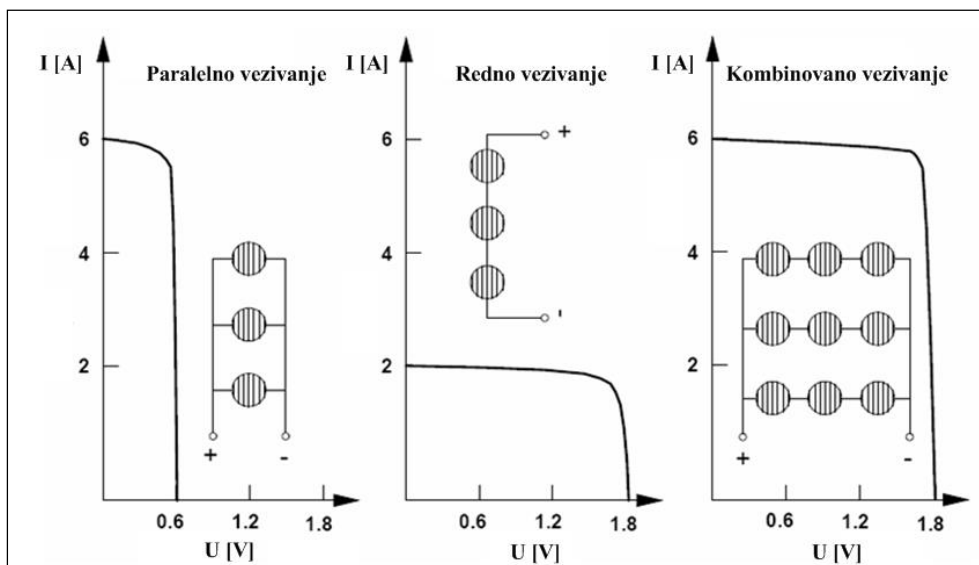 I [A]
Paralelno vezivanje
6
4
2
+ -
0.6 1.2 1.8
U [V]
I [A]
Redno vezivanje
6
4
2
+
-
0.6 1.2 1.8
U [V]
I [A]
Kombinovano vezivanje
6
4
2
+ -
0.6 1.2 1.8
U [V]